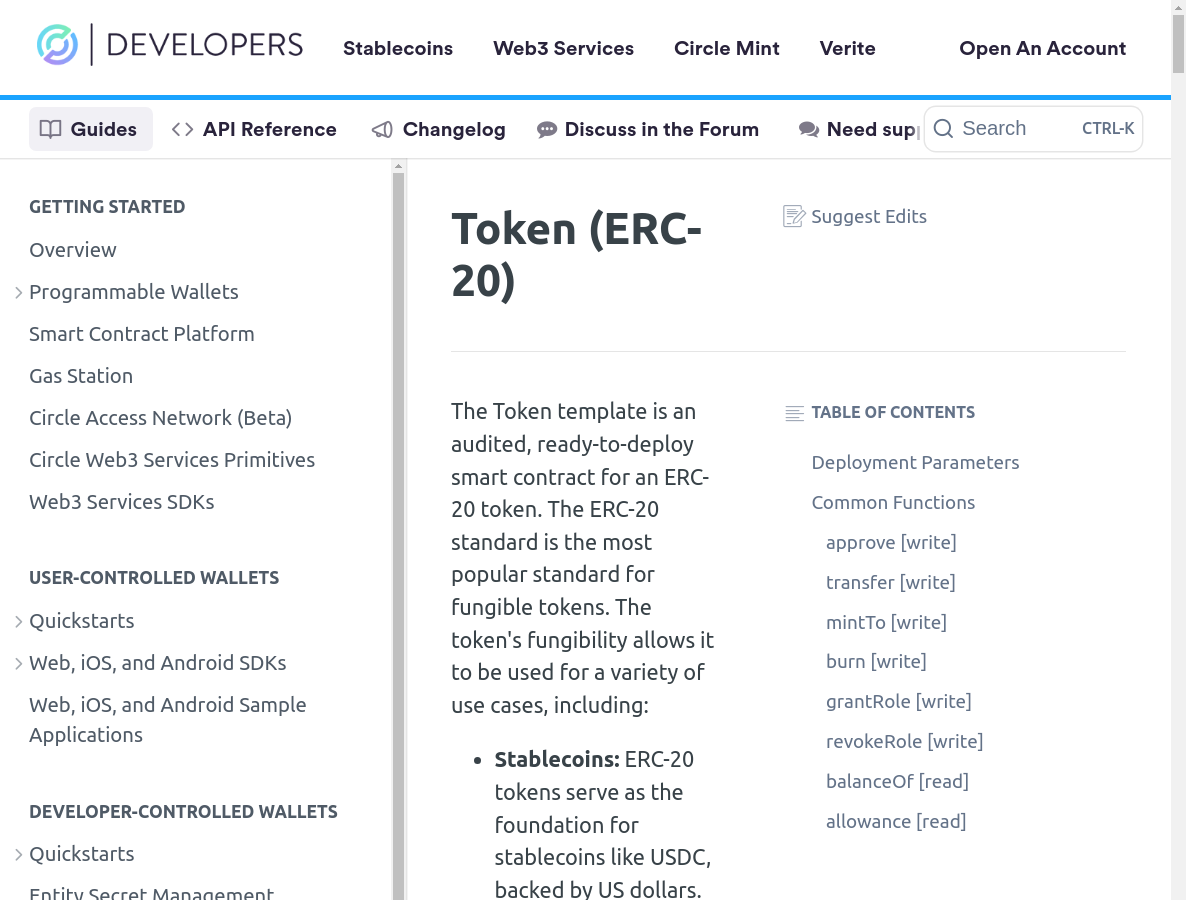 DEVELOPERS
Stablecoins
Web3 Services
Circle Mint
Verite
Open An Account
Guides
API Reference
Changelog
Discuss in the Forum
Need sup
Search
CTRL-K
GETTING STARTED
Overview
Programmable Wallets
Smart Contract Platform
Gas Station
Circle Access Network (Beta)
Circle Web3 Services Primitives
Web3 Services SDKs
USER-CONTROLLED WALLETS
Quickstarts
Web, iOS, and Android SDKs
Web, iOS, and Android Sample
Applications
DEVELOPER-CONTROLLED WALLETS
Quickstarts
Entity Secret Management
Token (ERC-
20)
Suggest Edits
The Token template is an
audited, ready-to-deploy
smart contract for an ERC-
20 token. The ERC-20
standard is the most
popular standard for
fungible tokens. The
token's fungibility allows it
to be used for a variety of
use cases, including:
• Stablecoins: ERC-20
tokens serve as the
foundation for
stablecoins like USDC,
backed by US dollars.
TABLE OF CONTENTS
Deployment Parameters
Common Functions
approve [write]
transfer [write]
mintTo [write]
burn [write]
grantRole [write]
revokeRole [write]
balanceOf [read]
allowance [read]